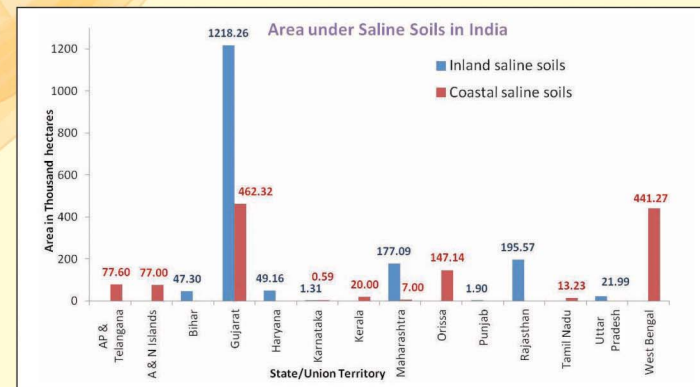 Area under Saline Soils in India
Inland saline soils
Coastal saline soils
Area in Thousand hectares
1200
1000
800
600
400
200
0
77.60
77.00
47.30
1218.26
462.32
49.16
1.31
0.59
20.00
177.09
7.00
147.14
1.90
195.57
13.23
21.99
441.27
AP &
Telangana
A & N Islands
Bihar
Gujarat
Haryana
Karnataka
Kerala
Maharashtra
Orissa
Punjab
Rajasthan
Tamil Nadu
Uttar
Pradesh
West Bengal
State/Union Territory